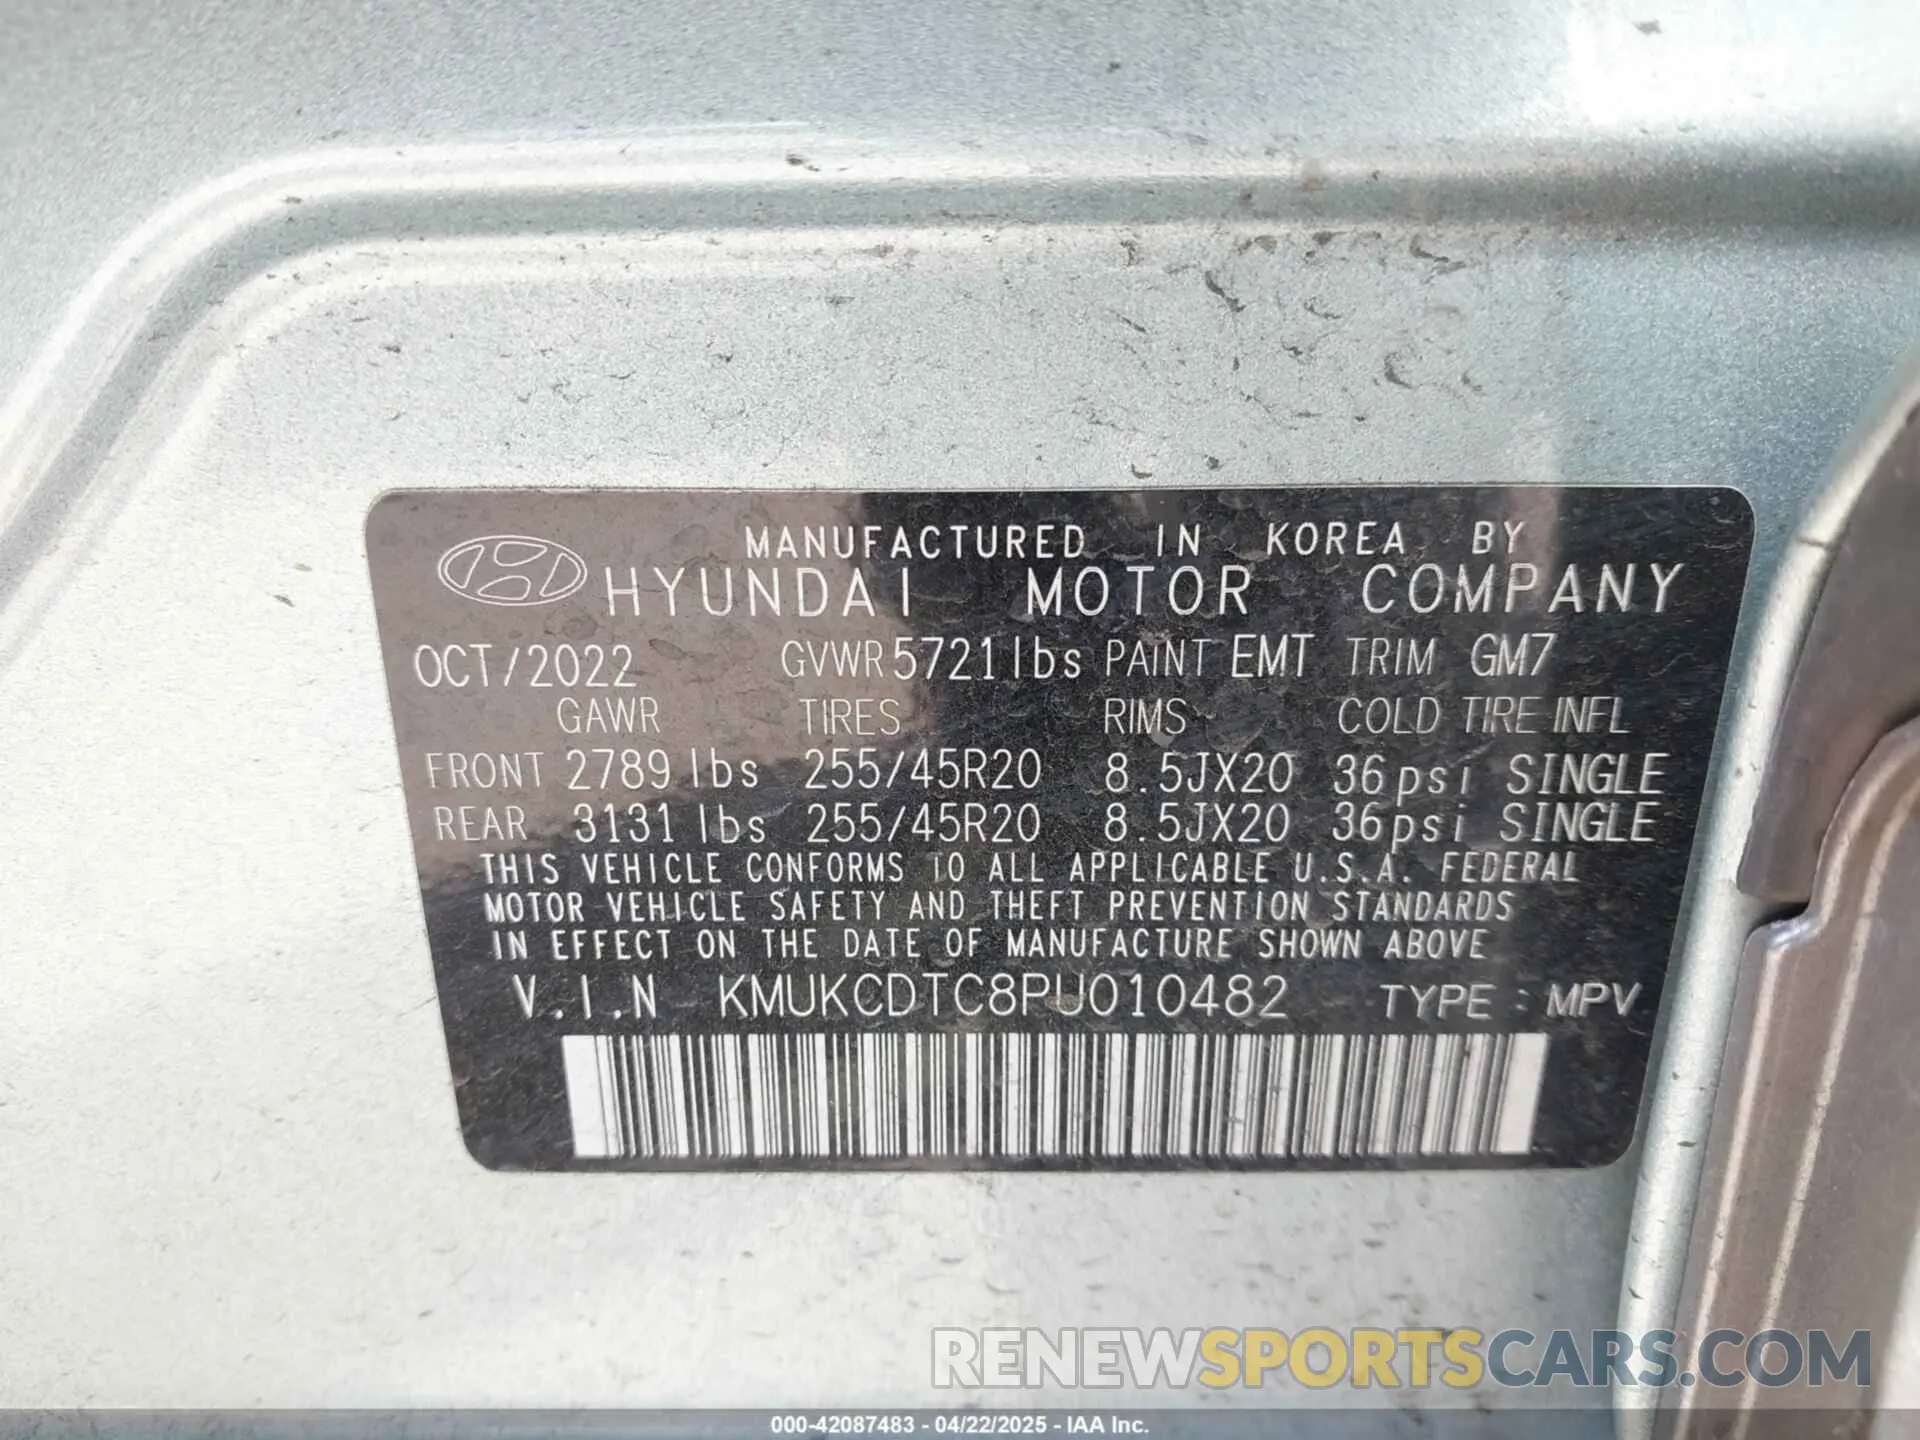 MANUFACTURED IN KOREA BY
HYUNDAI MOTOR COMPANY
OCT/2022 GVWR 5721lbs PAINT EMT TRIM GM7
GAWR TIRES RIMS COLD TIRE INFL
FRONT 2789 lbs 255/45R20 8.5JX20 36psi SINGLE
REAR 3131 lbs 255/45R20 8.5JX20 36psi SINGLE
THIS VEHICLE CONFORMS TO ALL APPLICABLE U.S.A. FEDERAL
MOTOR VEHICLE SAFETY AND THEFT PREVENTION STANDARDS
IN EFFECT ON THE DATE OF MANUFACTURE SHOWN ABOVE
V.I.N KMUKCDTC8PU010482 TYPE : MPV
RENEWSPORTSCARS.COM
000-42087483 - 04/22/2025 - IAA Inc.